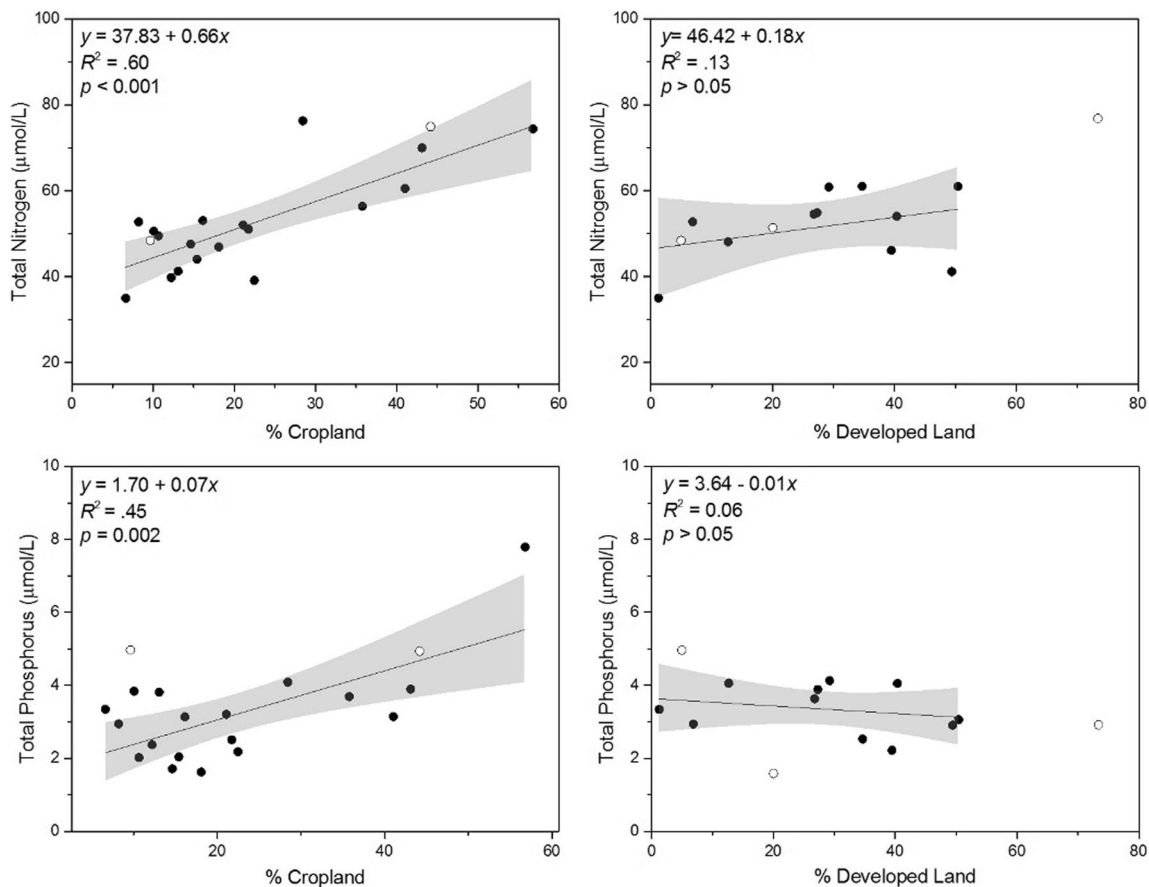 y = 37.83 + 0.66x
R² = .60
p < 0.001
100
80
60
40
20
Total Nitrogen (μmol/L)
0
10
20
30
40
50
60
% Cropland
y= 46.42 + 0.18x
R² = .13
p > 0.05
100
80
60
40
20
Total Nitrogen (μmol/L)
0
20
40
60
80
% Developed Land
y = 1.70 + 0.07x
R² = .45
p = 0.002
10
8
6
4
2
0
Total Phosphorus (μmol/L)
20
40
60
% Cropland
y = 3.64 - 0.01x
R² = 0.06
p > 0.05
10
8
6
4
2
0
Total Phosphorus (μmol/L)
0
20
40
60
80
% Developed Land